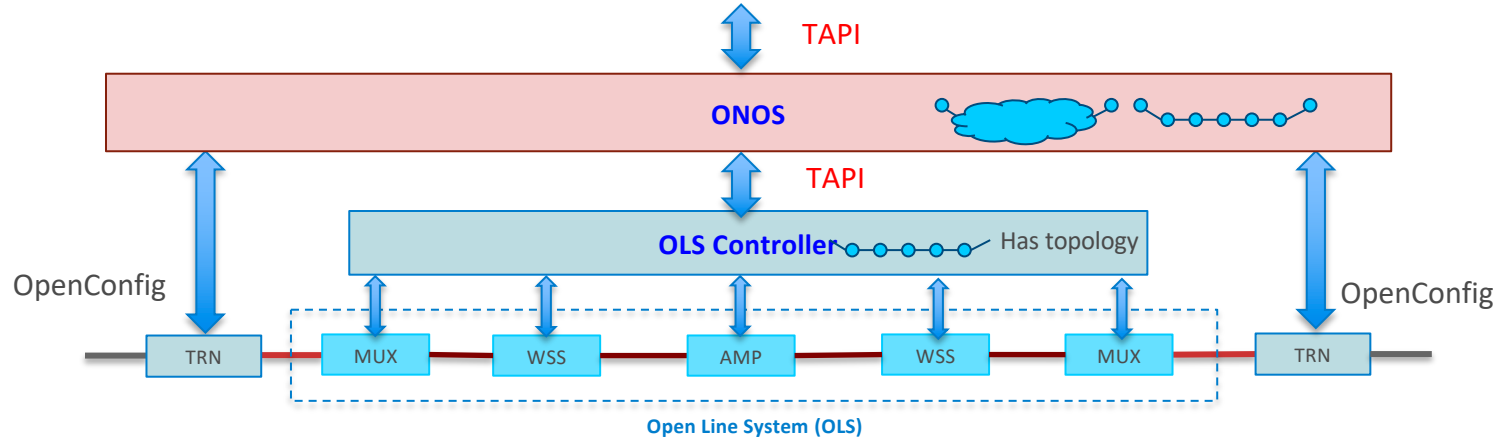 TAPI
ONOS
TAPI
OLS Controller
Has topology
OpenConfig
OpenConfig
TRN
MUX
WSS
AMP
WSS
MUX
TRN
Open Line System (OLS)